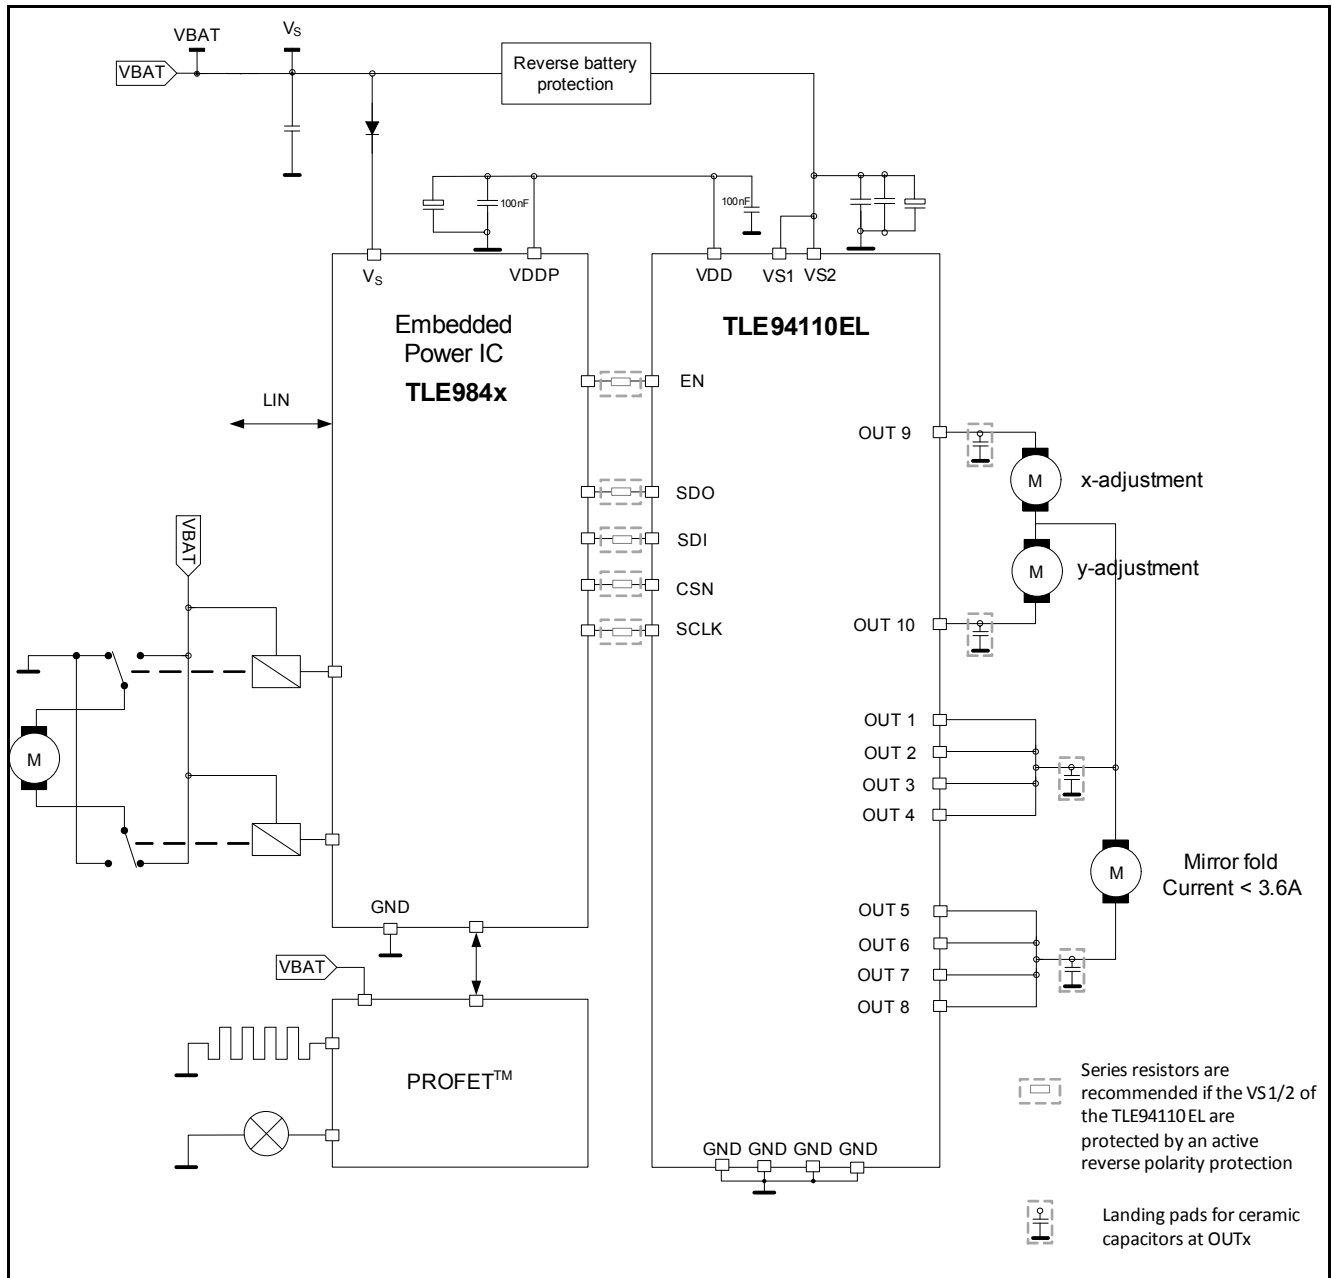 VBAT
VS
VBAT
Reverse battery
protection
100nF
100nF
VS
VDDP
VDD
VS1
VS2
Embedded
Power IC
TLE984x
TLE94110EL
LIN
EN
SDO
SDI
CSN
SCLK
OUT 9
x-adjustment
M
M
y-adjustment
OUT 10
VBAT
M
OUT 1
OUT 2
OUT 3
OUT 4
M
Mirror fold
Current < 3.6A
OUT 5
OUT 6
OUT 7
OUT 8
GND
VBAT
PROFET™
GND GND GND GND
Series resistors are
recommended if the VS1/2 of
the TLE94110EL are
protected by an active
reverse polarity protection
Landing pads for ceramic
capacitors at OUTx